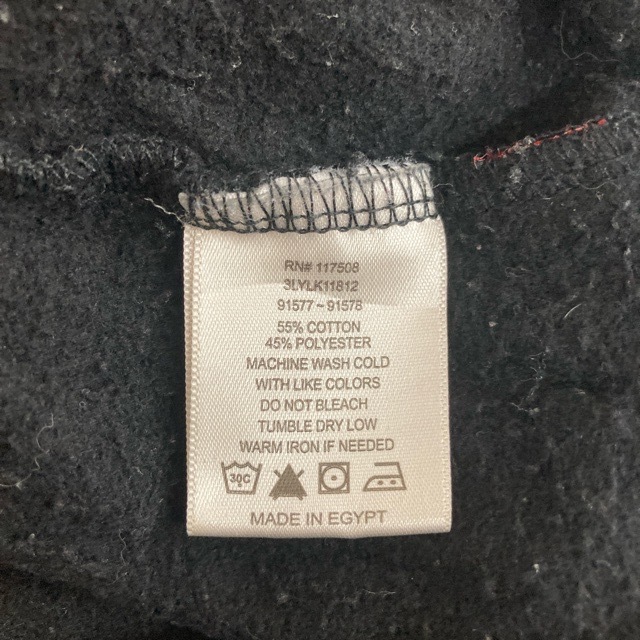 RN# 117508
3LYLK11812
91577~91578
55% COTTON
45% POLYESTER
MACHINE WASH COLD
WITH LIKE COLORS
DO NOT BLEACH
TUMBLE DRY LOW
WARM IRON IF NEEDED
30C
MADE IN EGYPT